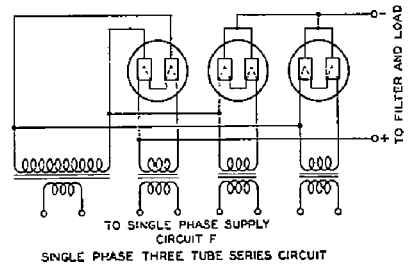 TO FILTER AND LOAD
−
+
TO SINGLE PHASE SUPPLY
CIRCUIT F
SINGLE PHASE THREE TUBE SERIES CIRCUIT